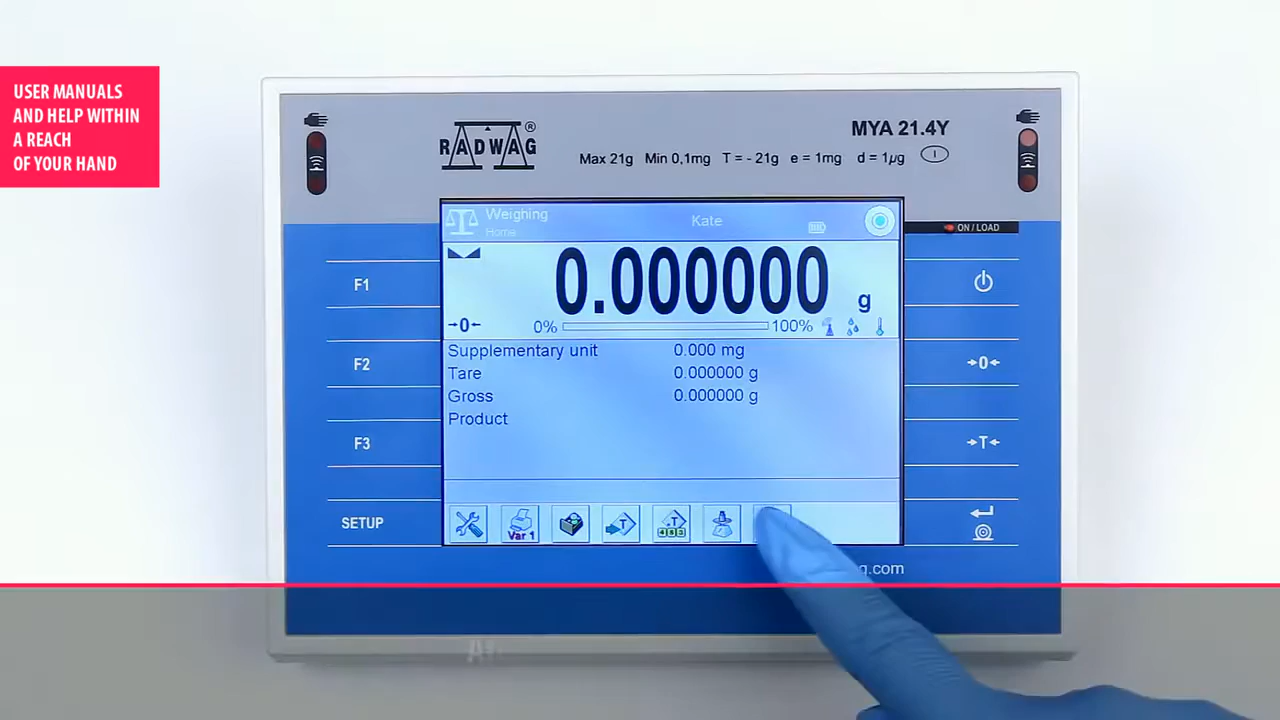 USER MANUALS
AND HELP WITHIN
A REACH
OF YOUR HAND
RADWAG®
MYA 21.4Y
Max 21g Min 0,1mg T = - 21g e = 1mg d = 1µg I
Weighing
Home
Kate
ON / LOAD
0.000000 g
→0←
0% 100%
Supplementary unit 0.000 mg
Tare 0.000000 g
Gross 0.000000 g
Product
F1
F2
F3
SETUP
→0←
→T←
Var 1
T
T
g.com